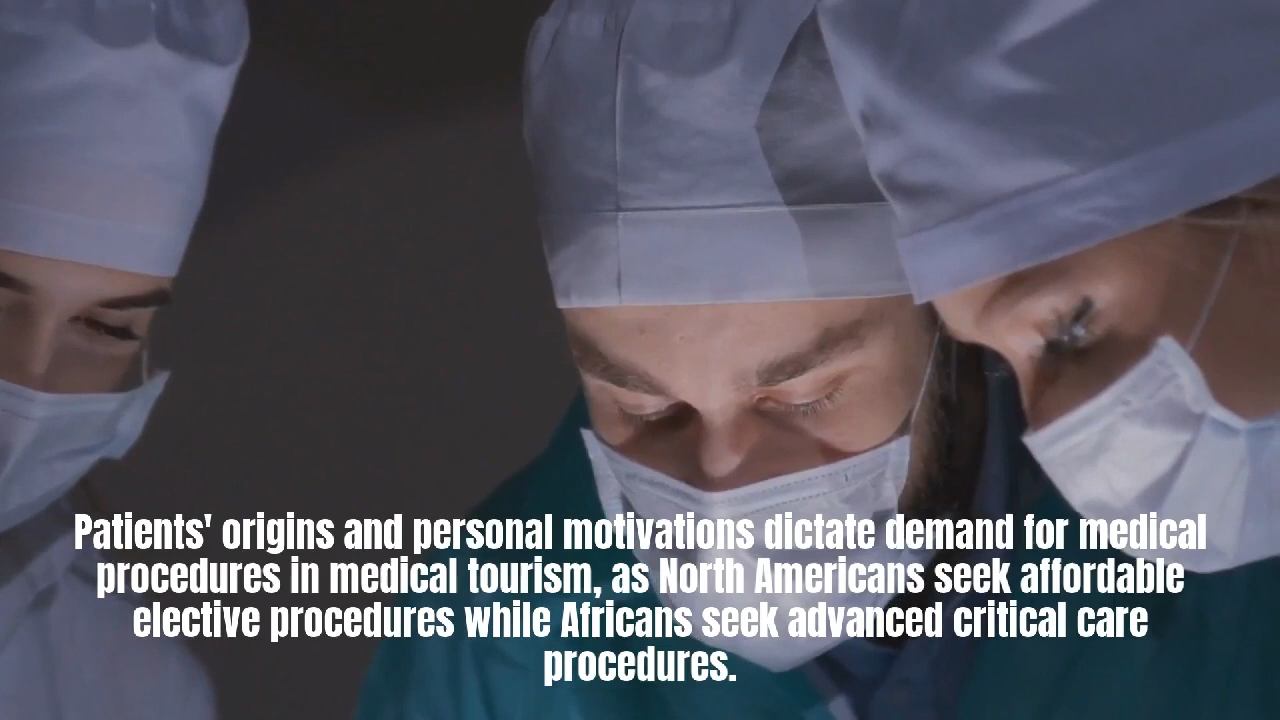 Patients' origins and personal motivations dictate demand for medical
procedures in medical tourism, as North Americans seek affordable
elective procedures while Africans seek advanced critical care
procedures.